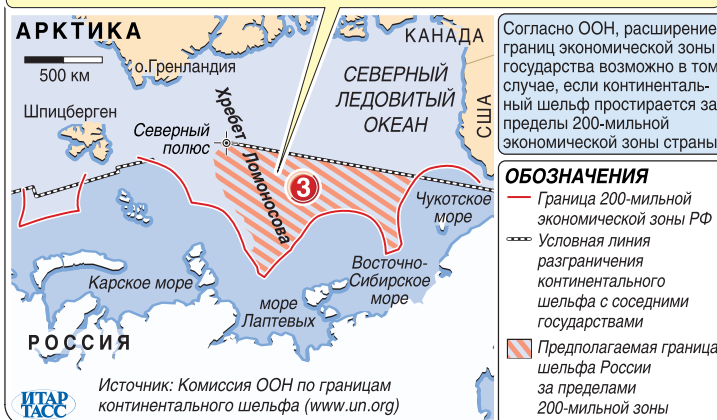 АРКТИКА
500 км
о.Гренландия
КАНАДА
СЕВЕРНЫЙ
ЛЕДОВИТЫЙ
ОКЕАН
США
Шпицберген
Северный
полюс
Хребет Ломоносова
3
Чукотское
море
Восточно-
Сибирское
море
Карское море
море
Лаптевых
РОССИЯ
ИТАР
ТАСС
Источник: Комиссия ООН по границам
континентального шельфа (www.un.org)
Согласно ООН, расширение
границ экономической зоны
государства возможно в том
случае, если континенталь-
ный шельф простирается за
пределы 200-мильной
экономической зоны страны
ОБОЗНАЧЕНИЯ
Граница 200-мильной
экономической зоны РФ
Условная линия
разграничения
континентального
шельфа с соседними
государствами
Предполагаемая граница
шельфа России
за пределами
200-мильной зоны